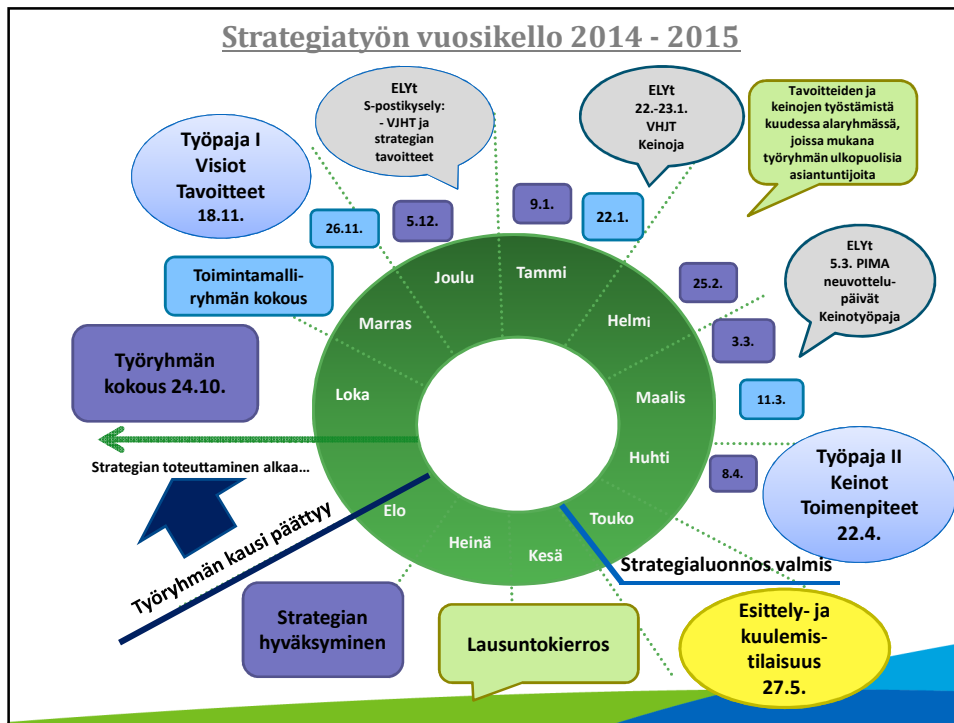 Strategiatyön vuosikello 2014 - 2015
ELYt
S-postikysely:
- VJHT ja
strategian
tavoitteet
ELYt
22.-23.1.
VHJT
Keinoja
Tavoitteiden ja
keinojen työstämistä
kuudessa alaryhmässä,
joissa mukana
työryhmän ulkopuolisia
asiantuntijoita
Työpaja I
Visiot
Tavoitteet
18.11.
26.11.
5.12.
9.1.
22.1.
Toimintamalli-
ryhmän kokous
Joulu
Tammi
Marras
Helmi
25.2.
ELYt
5.3. PIMA
neuvottelu-
päivät
Keinotyöpaja
3.3.
Työryhmän
kokous 24.10.
Loka
Maalis
11.3.
Strategian toteuttaminen alkaa...
Huhti
8.4.
Työpaja II
Keinot
Toimenpiteet
22.4.
Elo
Heinä
Kesä
Touko
Työryhmän kausi päättyy
Strategialuonnos valmis
Strategian
hyväksyminen
Lausuntokierros
Esittely- ja
kuulemis-
tilaisuus
27.5.